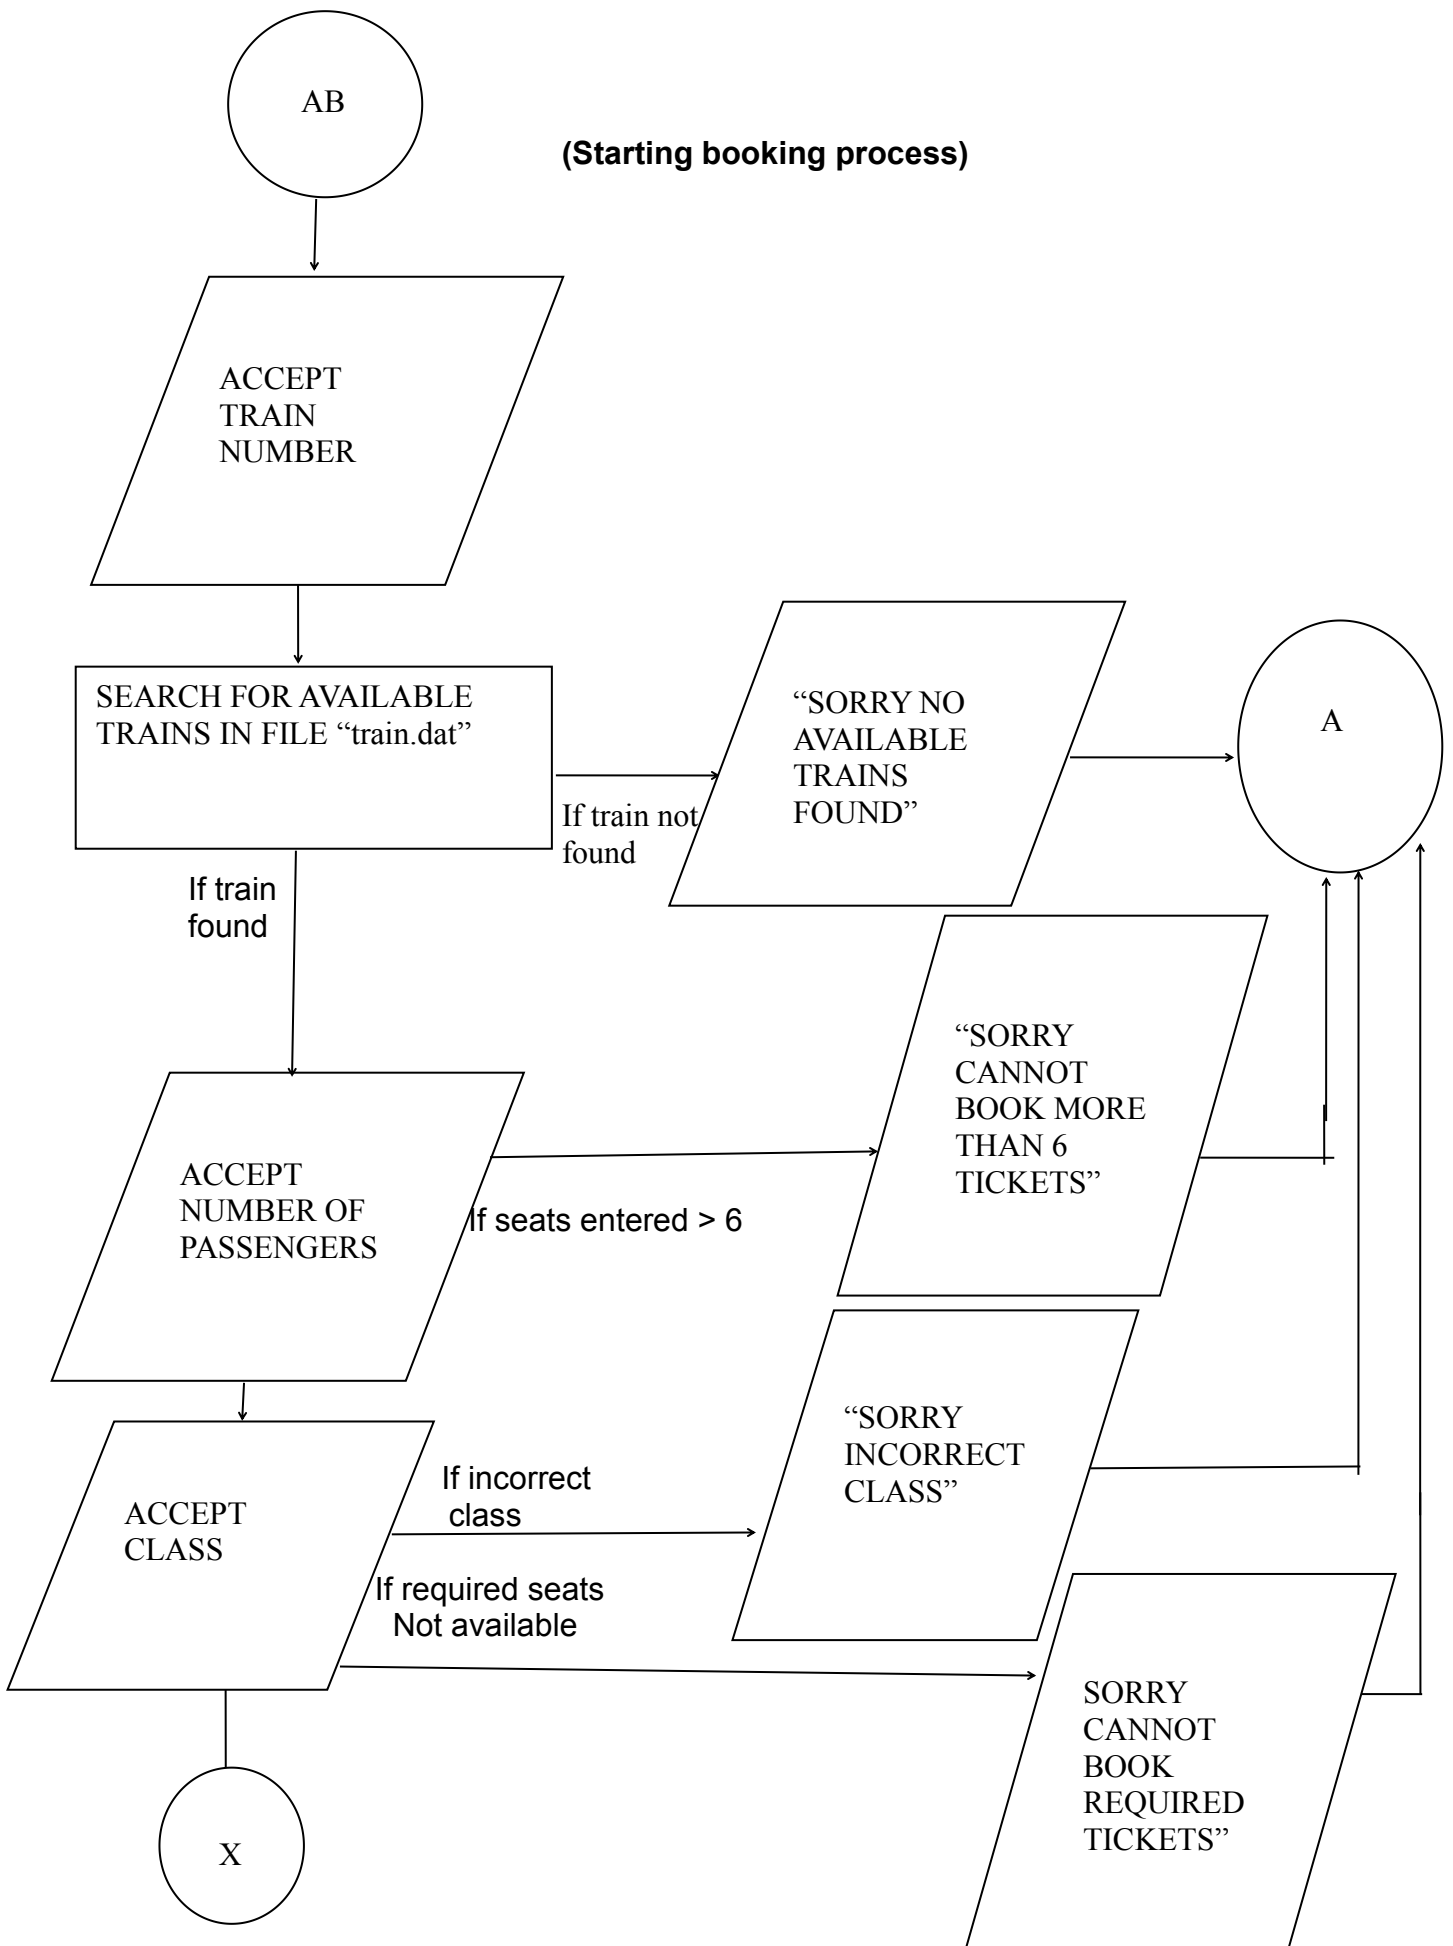 AB
(Starting booking process)
ACCEPT
TRAIN
NUMBER
SEARCH FOR AVAILABLE
TRAINS IN FILE “train.dat”
If train not
found
“SORRY NO
AVAILABLE
TRAINS
FOUND”
A
If train
found
“SORRY
CANNOT
BOOK MORE
THAN 6
TICKETS”
ACCEPT
NUMBER OF
PASSENGERS
If seats entered > 6
“SORRY
INCORRECT
CLASS”
If incorrect
class
ACCEPT
CLASS
If required seats
Not available
SORRY
CANNOT
BOOK
REQUIRED
TICKETS”
X